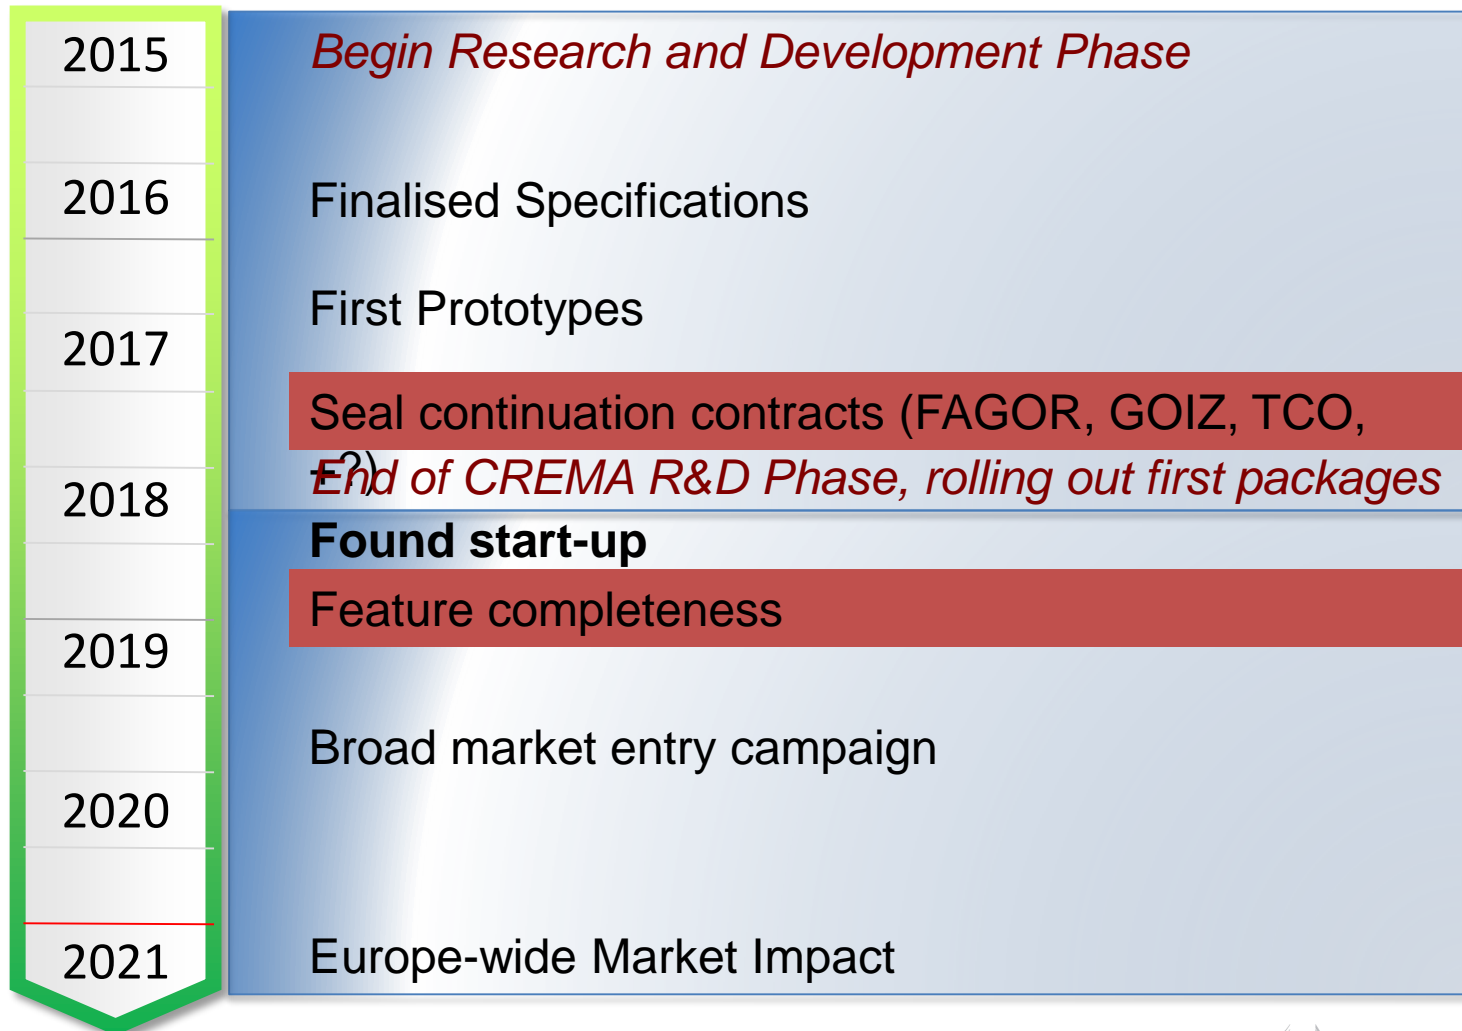 2015
Begin Research and Development Phase
2016
Finalised Specifications
First Prototypes
2017
Seal continuation contracts (FAGOR, GOIZ, TCO,
+?)
End of CREMA R&D Phase, rolling out first packages
2018
Found start-up
Feature completeness
2019
Broad market entry campaign
2020
Europe-wide Market Impact
2021